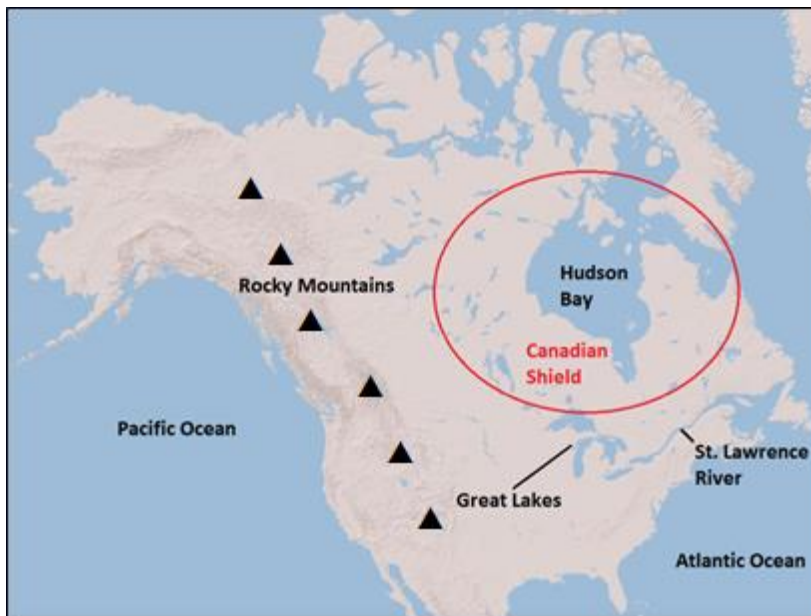 Hudson
Bay
Rocky Mountains
Canadian
Shield
Pacific Ocean
St. Lawrence
River
Great Lakes
Atlantic Ocean